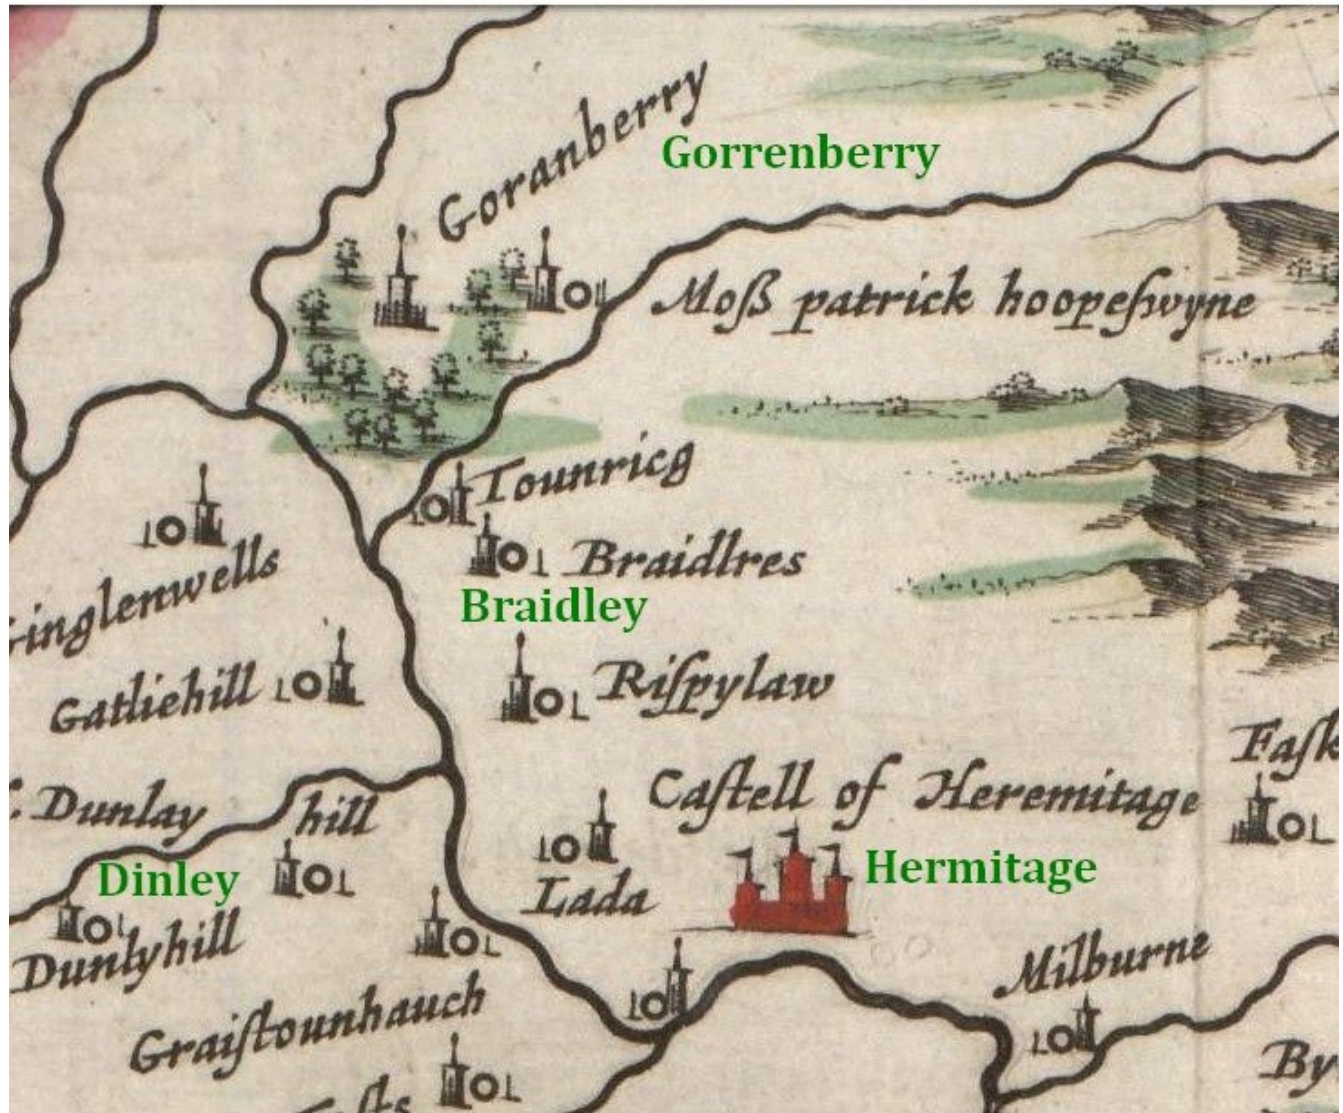 Goranberry
Gorrenberry
Moß patrick hoopeſwyne
Tounricg
Braidlres
Braidley
inglenwells
Riſpylaw
Gatliehill
Faſk
Caſtell of Heremitage
Dunlay hill
Hermitage
Dinley
Lada
Dunlyhill
Milburne
Graiſtounhauch
By